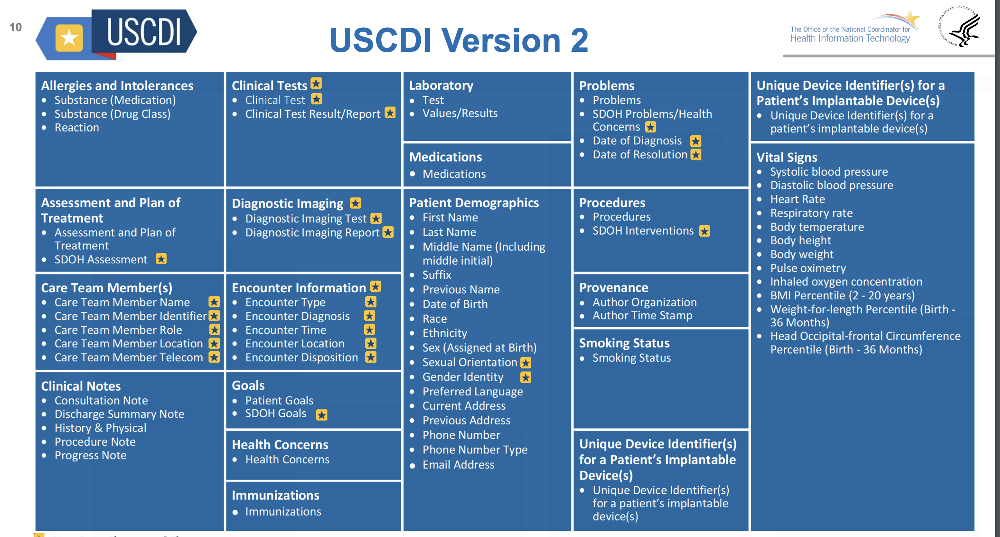 10
USCDI
USCDI Version 2
The Office of the National Coordinator for
Health Information Technology
DEPARTMENT OF HEALTH & HUMAN SERVICES • USA
Allergies and Intolerances
• Substance (Medication)
• Substance (Drug Class)
• Reaction
Assessment and Plan of
Treatment
• Assessment and Plan of
Treatment
• SDOH Assessment
Care Team Member(s)
• Care Team Member Name
• Care Team Member Identifier
• Care Team Member Role
• Care Team Member Location
• Care Team Member Telecom
Clinical Notes
• Consultation Note
• Discharge Summary Note
• History & Physical
• Procedure Note
• Progress Note
Clinical Tests
• Clinical Test
• Clinical Test Result/Report
Diagnostic Imaging
• Diagnostic Imaging Test
• Diagnostic Imaging Report
Encounter Information
• Encounter Type
• Encounter Diagnosis
• Encounter Time
• Encounter Location
• Encounter Disposition
Goals
• Patient Goals
• SDOH Goals
Health Concerns
• Health Concerns
Immunizations
• Immunizations
Laboratory
• Test
• Values/Results
Medications
• Medications
Patient Demographics
• First Name
• Last Name
• Middle Name (Including
middle initial)
• Suffix
• Previous Name
• Date of Birth
• Race
• Ethnicity
• Sex (Assigned at Birth)
• Sexual Orientation
• Gender Identity
• Preferred Language
• Current Address
• Previous Address
• Phone Number
• Phone Number Type
• Email Address
Problems
• Problems
• SDOH Problems/Health
Concerns
• Date of Diagnosis
• Date of Resolution
Procedures
• Procedures
• SDOH Interventions
Provenance
• Author Organization
• Author Time Stamp
Smoking Status
• Smoking Status
Unique Device Identifier(s)
for a Patient’s Implantable
Device(s)
• Unique Device Identifier(s)
for a patient’s implantable
device(s)
Unique Device Identifier(s) for a
Patient’s Implantable Device(s)
• Unique Device Identifier(s) for a
patient’s implantable device(s)
Vital Signs
• Systolic blood pressure
• Diastolic blood pressure
• Heart Rate
• Respiratory rate
• Body temperature
• Body height
• Body weight
• Pulse oximetry
• Inhaled oxygen concentration
• BMI Percentile (2 - 20 years)
• Weight-for-length Percentile (Birth -
36 Months)
• Head Occipital-frontal Circumference
Percentile (Birth - 36 Months)